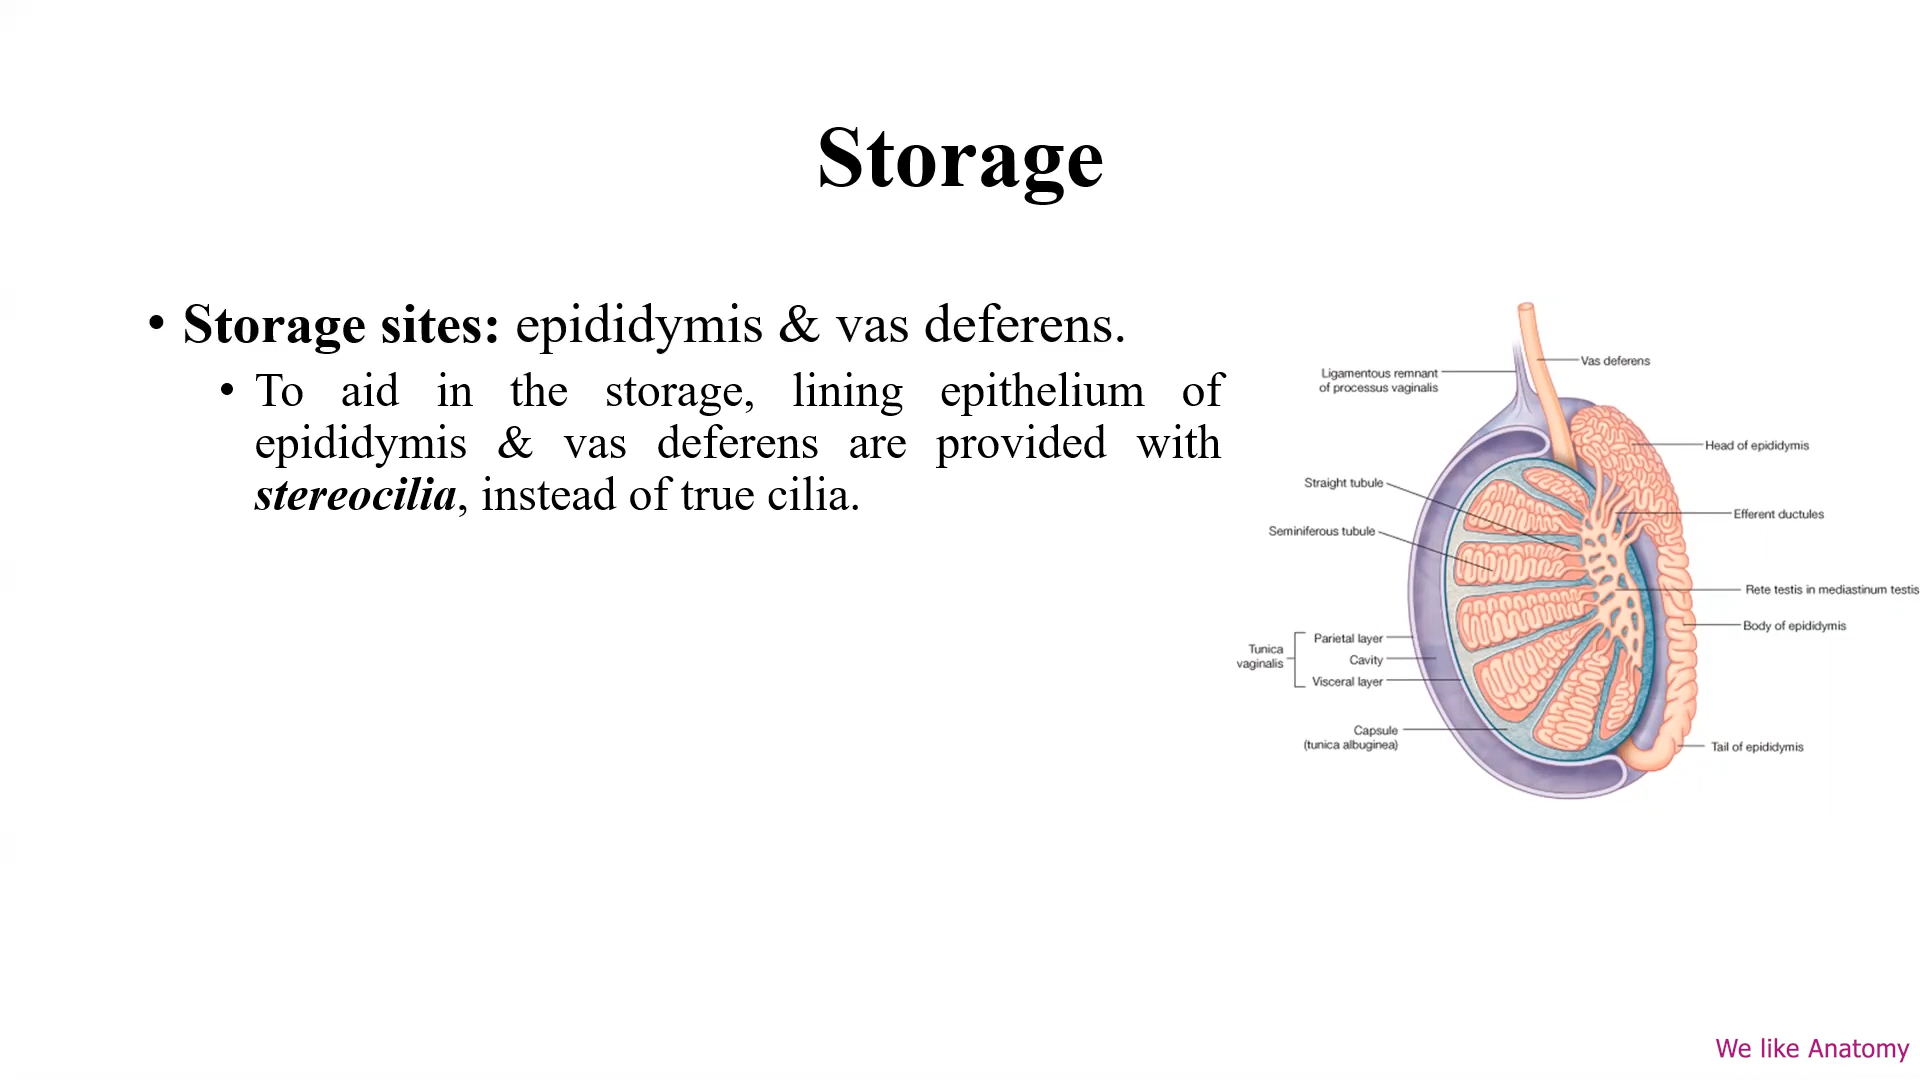 Storage
• Storage sites: epididymis & vas deferens.
• To aid in the storage, lining epithelium of
epididymis & vas deferens are provided with
stereocilia, instead of true cilia.
Vas deferens
Ligamentous remnant
of processus vaginalis
Head of epididymis
Straight tubule
Efferent ductules
Seminiferous tubule
Rete testis in mediastinum testis
Body of epididymis
Tunica
vaginalis
Parietal layer
Cavity
Visceral layer
Capsule
(tunica albuginea)
Tail of epididymis
We like Anatomy